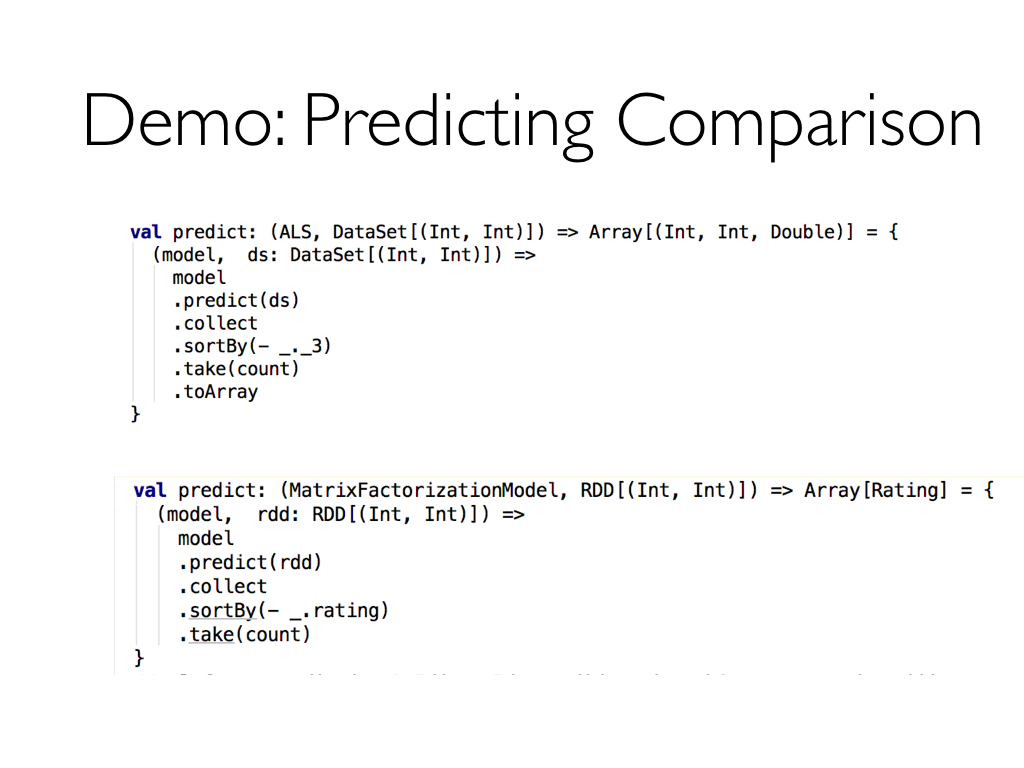 Demo: Predicting Comparison
val predict: (ALS, DataSet[(Int, Int)]) => Array[(Int, Int, Double)] = {
(model,  ds: DataSet[(Int, Int)]) =>
model
.predict(ds)
.collect
.sortBy(- _._3)
.take(count)
.toArray
}
val predict: (MatrixFactorizationModel, RDD[(Int, Int)]) => Array[Rating] = {
(model,  rdd: RDD[(Int, Int)]) =>
model
.predict(rdd)
.collect
.sortBy(- _.rating)
.take(count)
}